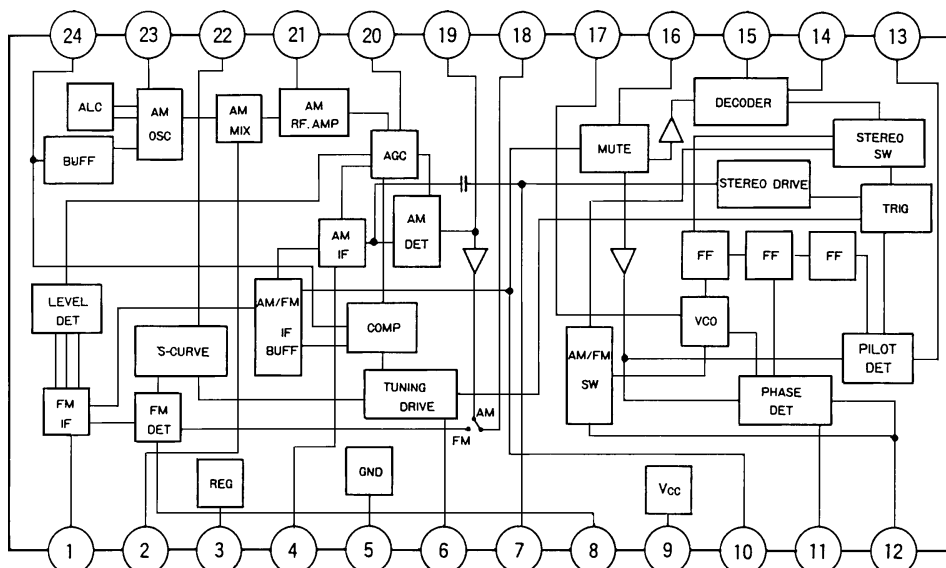 24 23 22 21 20 19 18 17 16 15 14 13
ALC
AM
OSC
AM
MIX
AM
RF. AMP
DECODER
BUFF
AGC
MUTE
STEREO
SW
STEREO DRIVE
TRIG
AM
IF
AM
DET
FF
FF
FF
LEVEL
DET
AM/FM
IF
BUFF
COMP
VCO
S-CURVE
AM/FM
SW
PILOT
DET
TUNING
DRIVE
PHASE
DET
FM
IF
FM
DET
AM
FM
REG
GND
Vcc
1 2 3 4 5 6 7 8 9 10 11 12